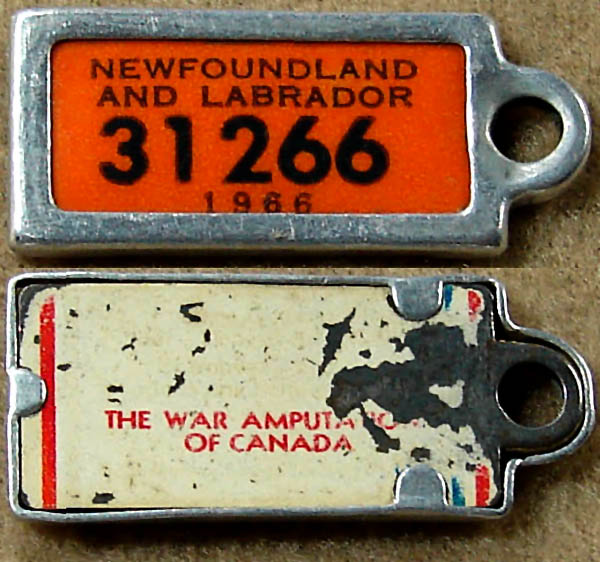 NEWFOUNDLAND
AND LABRADOR
31266
1966
THE WAR
OF CANADA